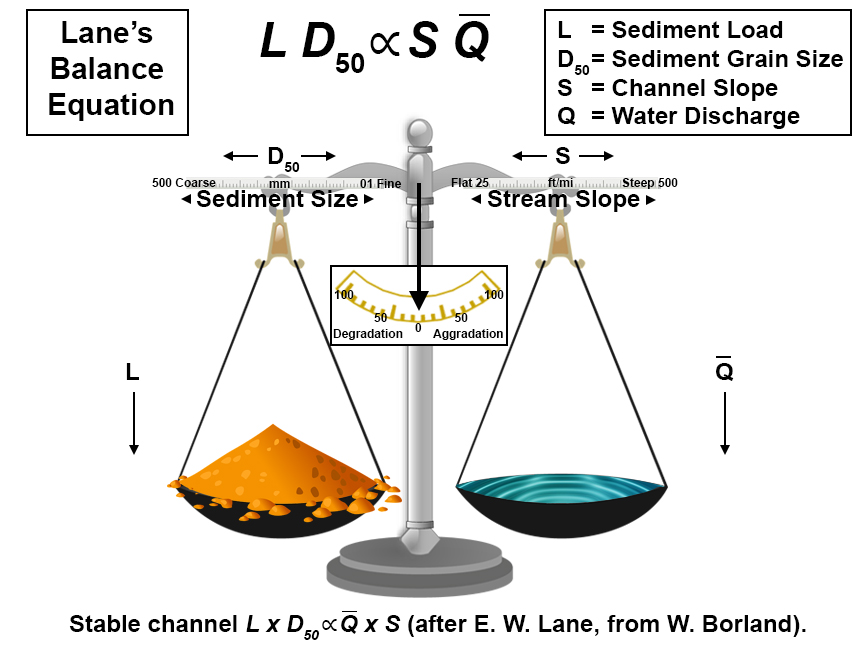 Lane’s
Balance
Equation
L D50∝S Q̅
L = Sediment Load
D50= Sediment Grain Size
S = Channel Slope
Q = Water Discharge
D50
S
500 Coarse
mm
01 Fine
Flat 25
ft/mi
Steep 500
Sediment Size
Stream Slope
100
100
50
50
0
Degradation
Aggradation
L
Q̅
Stable channel L x D50∝Q̅ x S (after E. W. Lane, from W. Borland).